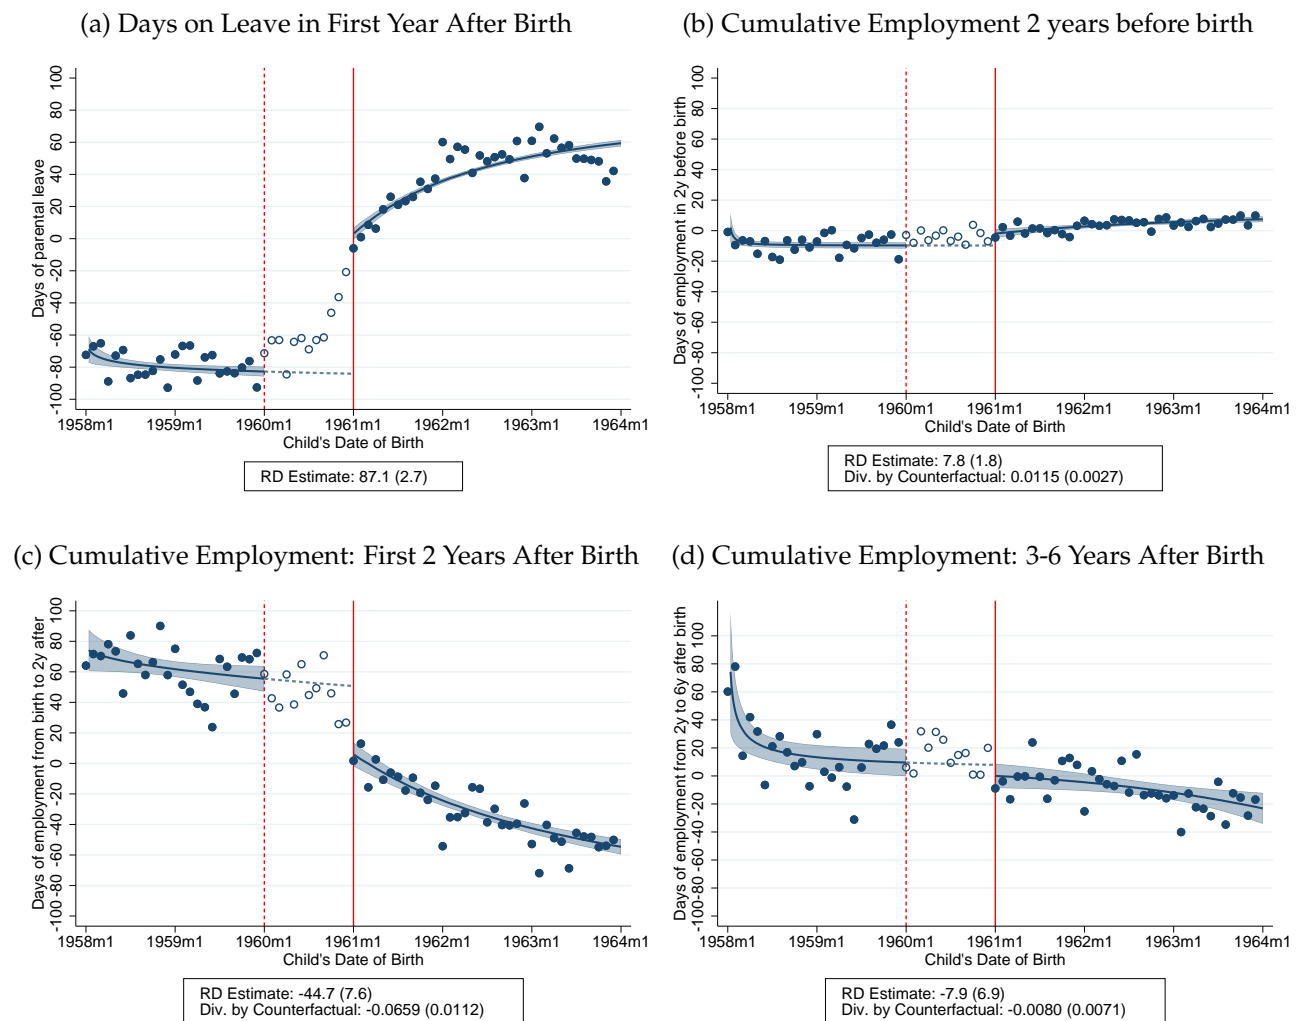 (a) Days on Leave in First Year After Birth
Days of parental leave
100
80
60
40
20
0
-20
-40
-60
-80
-100
1958m1 1959m1 1960m1 1961m1 1962m1 1963m1 1964m1
Child's Date of Birth
RD Estimate: 87.1 (2.7)
(b) Cumulative Employment 2 years before birth
Days of employment in 2y before birth
100
80
60
40
20
0
-20
-40
-60
-80
-100
1958m1 1959m1 1960m1 1961m1 1962m1 1963m1 1964m1
Child's Date of Birth
RD Estimate: 7.8 (1.8)
Div. by Counterfactual: 0.0115 (0.0027)
(c) Cumulative Employment: First 2 Years After Birth
Days of employment from birth to 2y after
100
80
60
40
20
0
-20
-40
-60
-80
-100
1958m1 1959m1 1960m1 1961m1 1962m1 1963m1 1964m1
Child's Date of Birth
RD Estimate: -44.7 (7.6)
Div. by Counterfactual: -0.0659 (0.0112)
(d) Cumulative Employment: 3-6 Years After Birth
Days of employment from 2y to 6y after birth
100
80
60
40
20
0
-20
-40
-60
-80
-100
1958m1 1959m1 1960m1 1961m1 1962m1 1963m1 1964m1
Child's Date of Birth
RD Estimate: -7.9 (6.9)
Div. by Counterfactual: -0.0080 (0.0071)